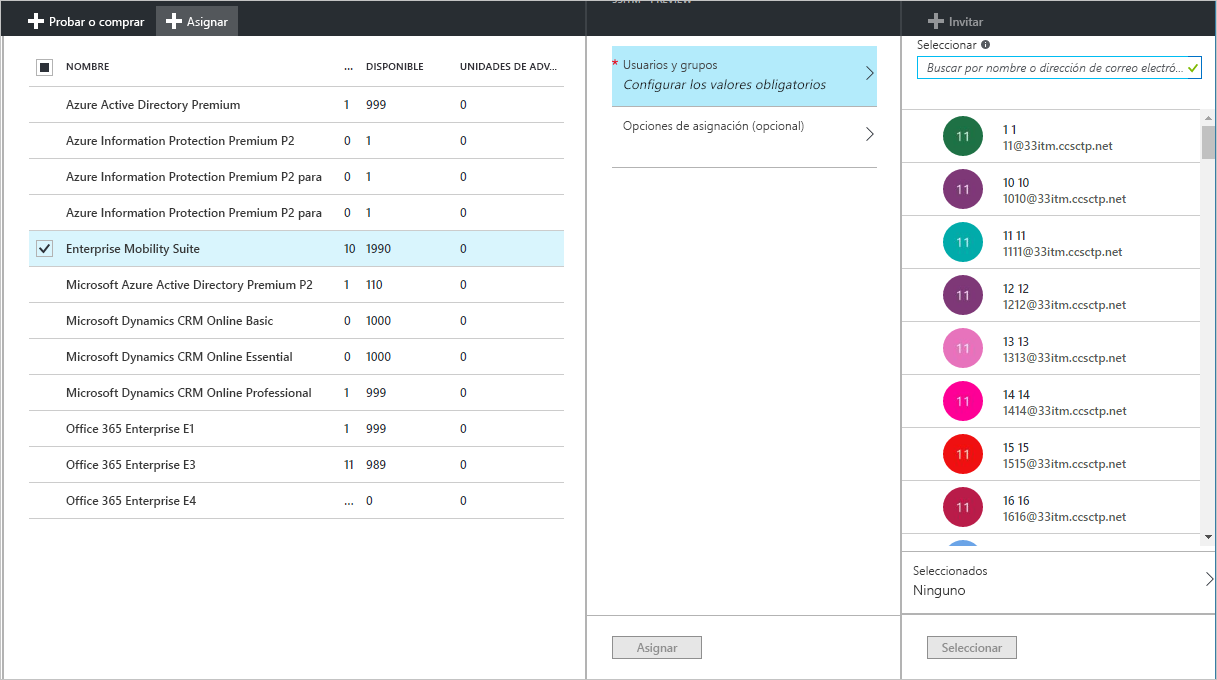 Probar o comprar
Asignar
NOMBRE ... DISPONIBLE UNIDADES DE ADV...
Azure Active Directory Premium 1 999 0
Azure Information Protection Premium P2 0 1 0
Azure Information Protection Premium P2 para 0 1 0
Azure Information Protection Premium P2 para 0 1 0
Enterprise Mobility Suite 10 1990 0
Microsoft Azure Active Directory Premium P2 1 110 0
Microsoft Dynamics CRM Online Basic 0 1000 0
Microsoft Dynamics CRM Online Essential 0 1000 0
Microsoft Dynamics CRM Online Professional 1 999 0
Office 365 Enterprise E1 1 999 0
Office 365 Enterprise E3 11 989 0
Office 365 Enterprise E4 ... 0 0
* Usuarios y grupos
Configurar los valores obligatorios
Opciones de asignación (opcional)
Asignar
Invitar
Seleccionar
Buscar por nombre o dirección de correo electró...
11
1 1
11@33itm.ccsctp.net
11
10 10
1010@33itm.ccsctp.net
11
11 11
1111@33itm.ccsctp.net
11
12 12
1212@33itm.ccsctp.net
11
13 13
1313@33itm.ccsctp.net
11
14 14
1414@33itm.ccsctp.net
11
15 15
1515@33itm.ccsctp.net
11
16 16
1616@33itm.ccsctp.net
Seleccionados
Ninguno
Seleccionar